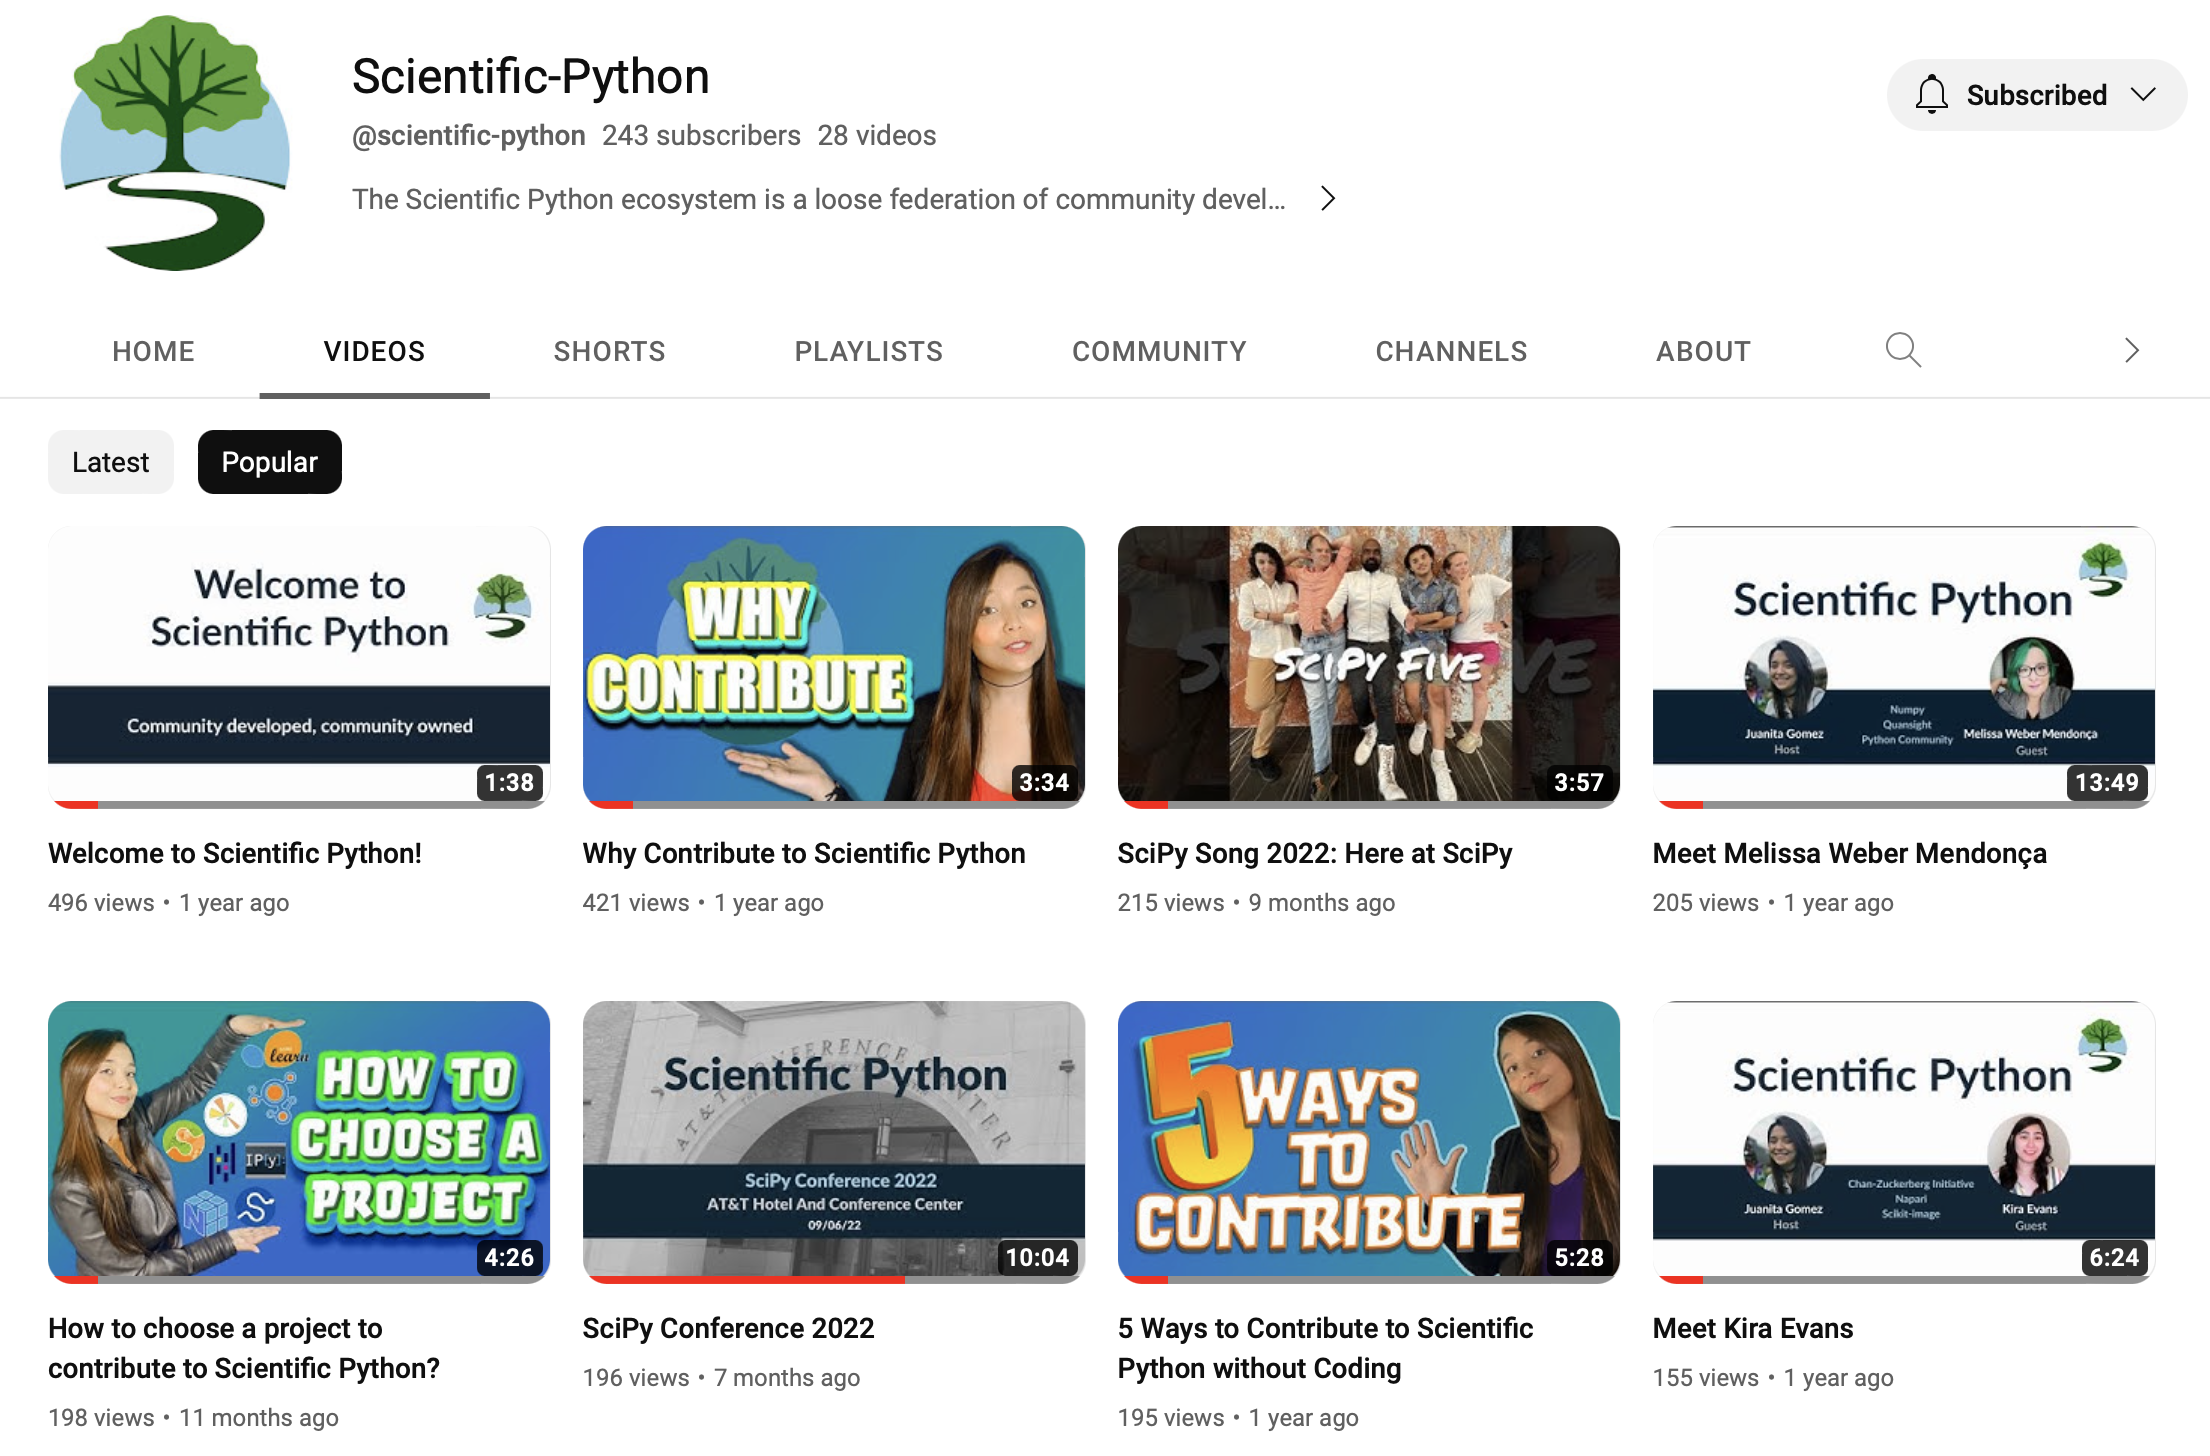 Scientific-Python
@scientific-python 243 subscribers 28 videos
The Scientific Python ecosystem is a loose federation of community devel...
Subscribed
HOME
VIDEOS
SHORTS
PLAYLISTS
COMMUNITY
CHANNELS
ABOUT
Latest
Popular
Welcome to
Scientific Python
Community developed, community owned
1:38
WHY
CONTRIBUTE
3:34
SCIPY FIVE
3:57
Scientific Python
Juanita Gomez
Host
Numpy
Quansight
Python Community
Melissa Weber Mendonça
Guest
13:49
Welcome to Scientific Python!
496 views • 1 year ago
Why Contribute to Scientific Python
421 views • 1 year ago
SciPy Song 2022: Here at SciPy
215 views • 9 months ago
Meet Melissa Weber Mendonça
205 views • 1 year ago
learn
IP[y]:
HOW TO
CHOOSE A
PROJECT
4:26
CONFERENCE CENTER
AT&T
Scientific Python
SciPy Conference 2022
AT&T Hotel And Conference Center
09/06/22
10:04
5 WAYS
TO
CONTRIBUTE
5:28
Scientific Python
Juanita Gomez
Host
Chan-Zuckerberg Initiative
Napari
Scikit-image
Kira Evans
Guest
6:24
How to choose a project to
contribute to Scientific Python?
198 views • 11 months ago
SciPy Conference 2022
196 views • 7 months ago
5 Ways to Contribute to Scientific
Python without Coding
195 views • 1 year ago
Meet Kira Evans
155 views • 1 year ago